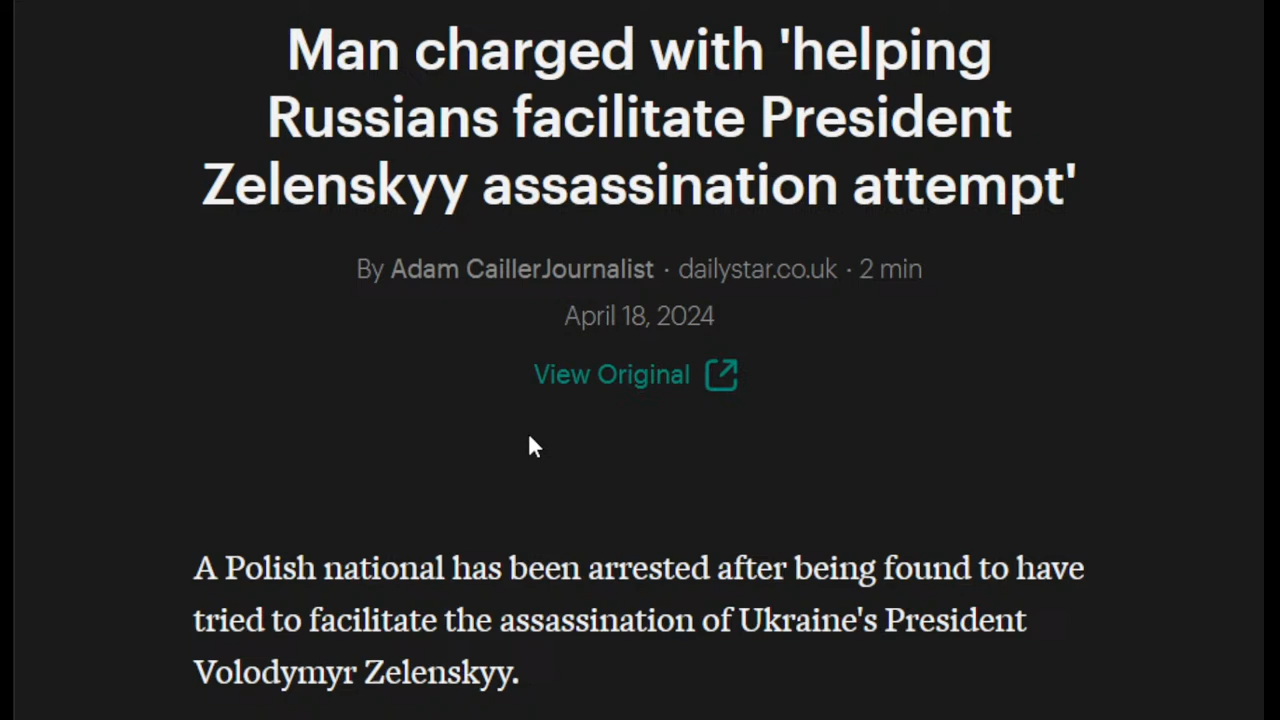 Man charged with 'helping
Russians facilitate President
Zelenskyy assassination attempt'
By Adam CaillerJournalist · dailystar.co.uk · 2 min
April 18, 2024
View Original
A Polish national has been arrested after being found to have
tried to facilitate the assassination of Ukraine's President
Volodymyr Zelenskyy.